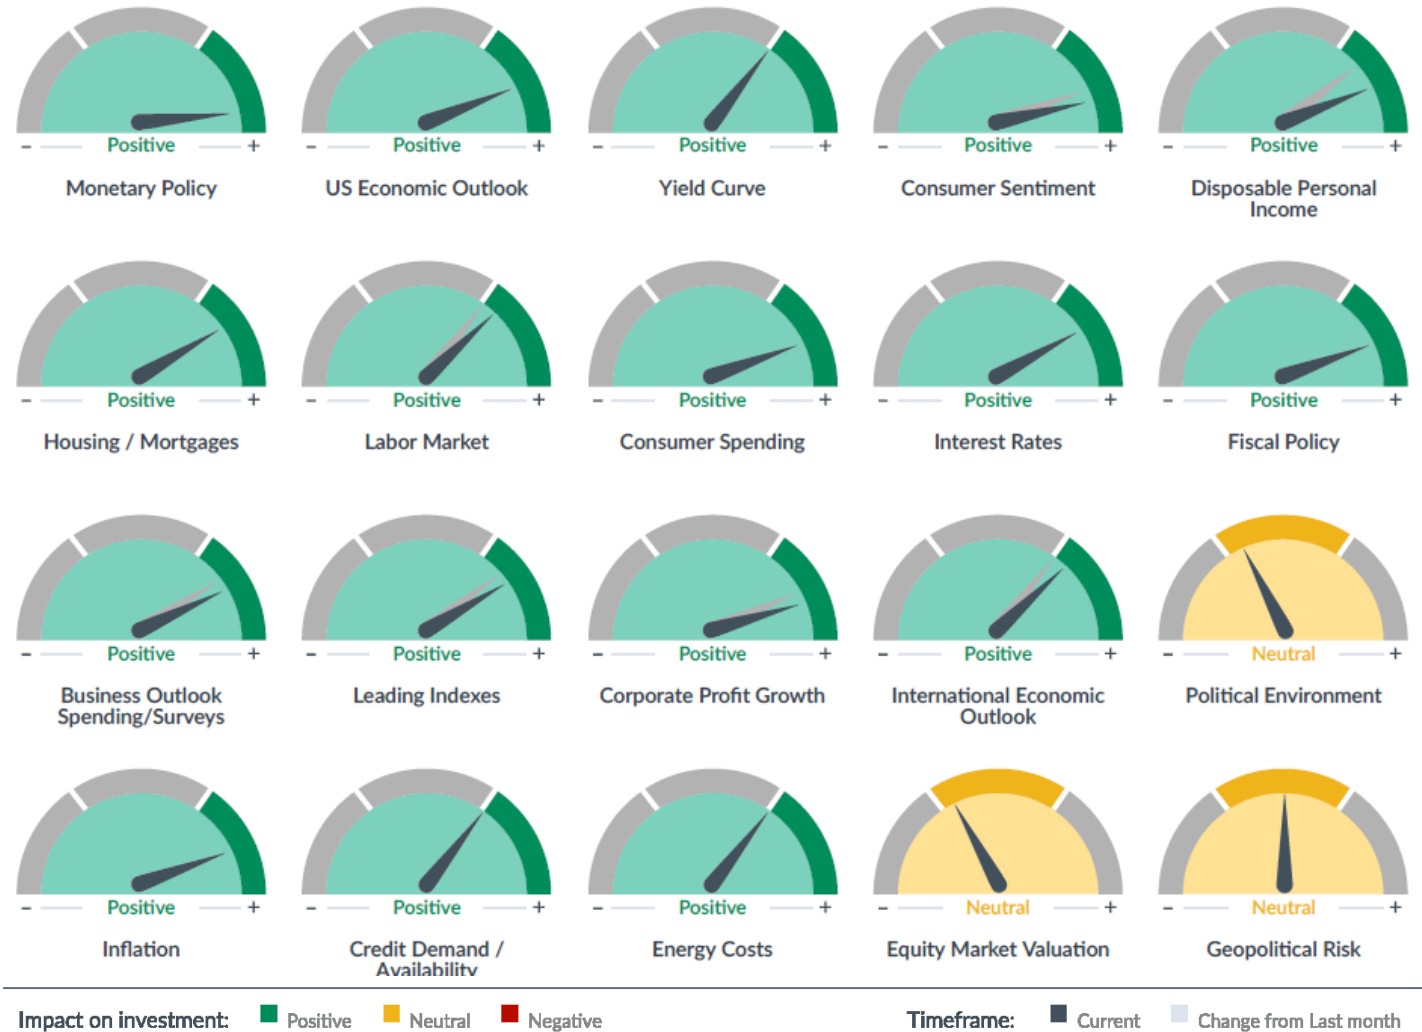 - Positive + - Positive + - Positive + - Positive + - Positive +
Monetary Policy US Economic Outlook Yield Curve Consumer Sentiment Disposable Personal
Income
- Positive + - Positive + - Positive + - Positive + - Positive +
Housing / Mortgages Labor Market Consumer Spending Interest Rates Fiscal Policy
- Positive + - Positive + - Positive + - Positive + - Neutral +
Business Outlook Leading Indexes Corporate Profit Growth International Economic Political Environment
Spending/Surveys Outlook
- Positive + - Positive + - Positive + - Neutral + - Neutral +
Inflation Credit Demand / Energy Costs Equity Market Valuation Geopolitical Risk
Availability
Impact on investment: Positive Neutral Negative Timeframe: Current Change from Last month